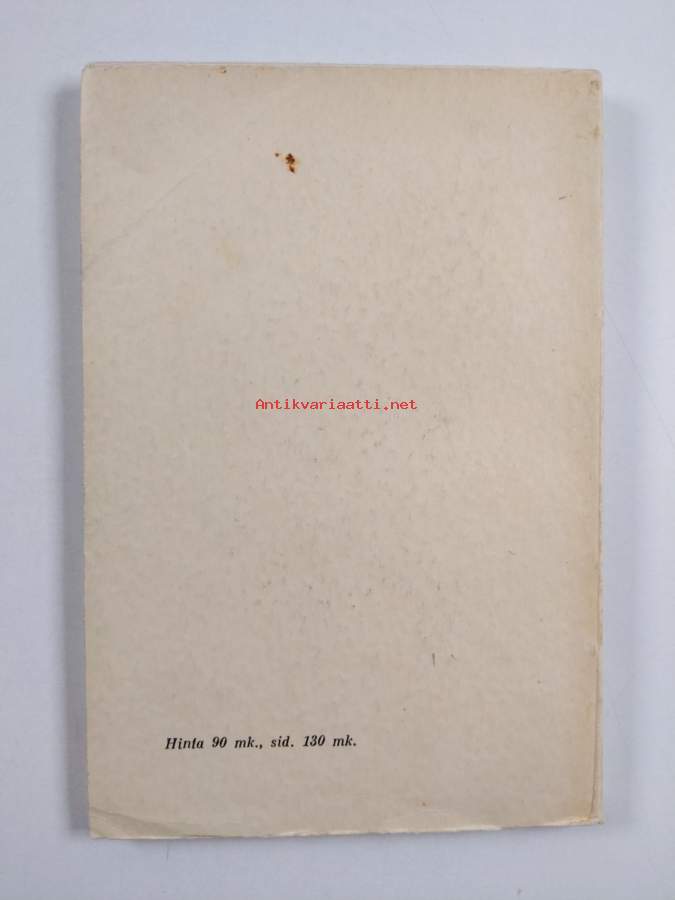 Antikvariaatti.net
Hinta 90 mk., sid. 130 mk.